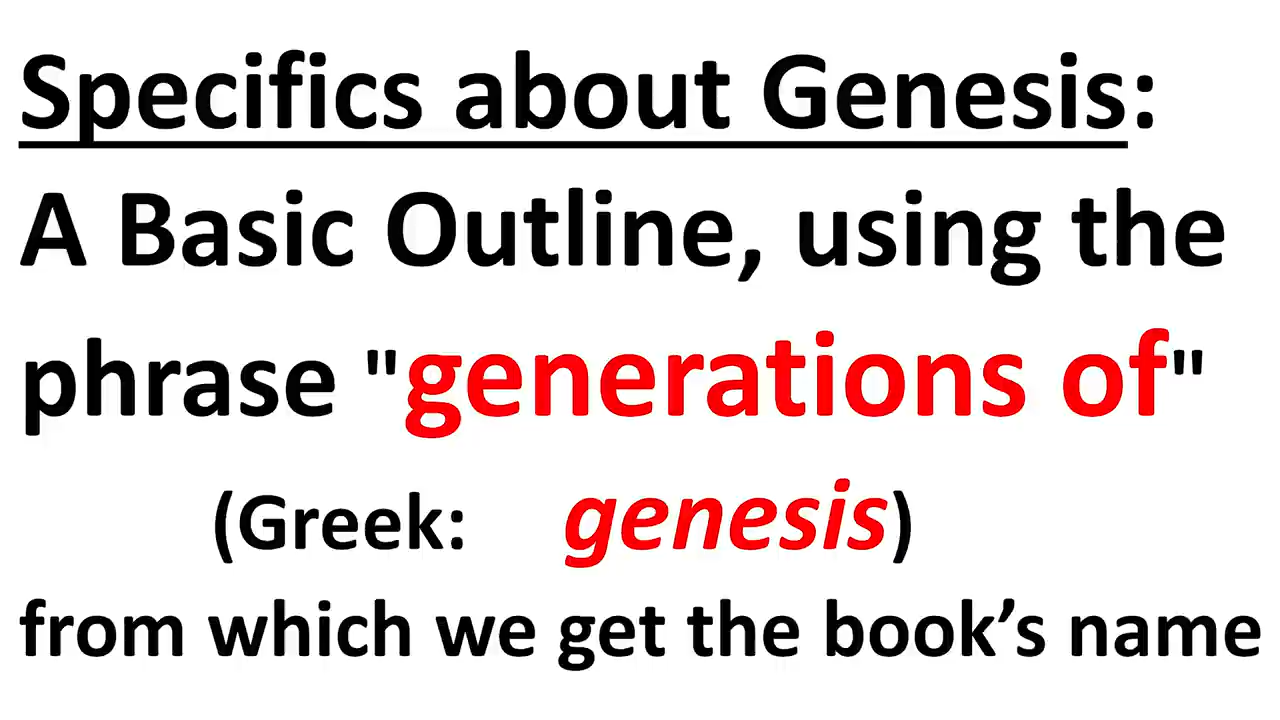 Specifics about Genesis:
A Basic Outline, using the
phrase "generations of"
(Greek: genesis)
from which we get the book’s name